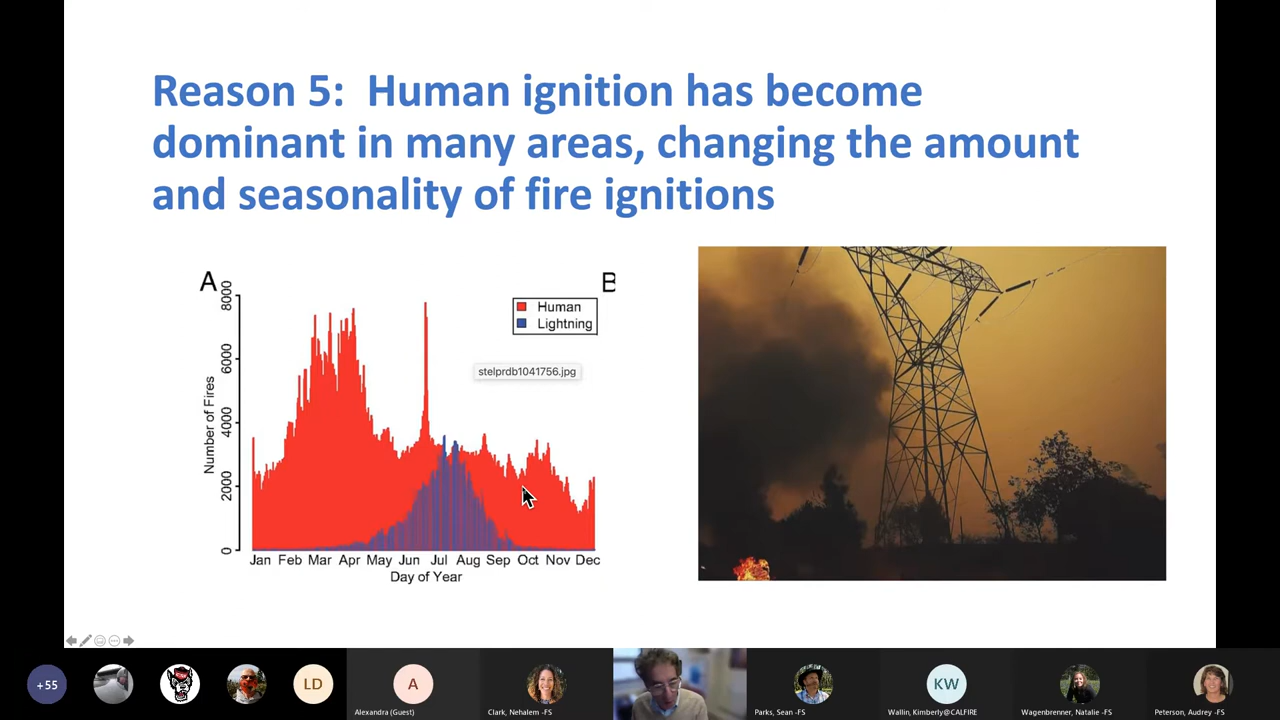 Reason 5: Human ignition has become
dominant in many areas, changing the amount
and seasonality of fire ignitions
A
B
Human
Lightning
stelprdb1041756.jpg
Number of Fires
8000
6000
4000
2000
0
Jan Feb Mar Apr May Jun Jul Aug Sep Oct Nov Dec
Day of Year
+55
LD
A
KW
Alexandra (Guest)
Clark, Nehalem -FS
Parks, Sean -FS
Wallin, Kimberly@CALFIRE
Wagenbrenner, Natalie -FS
Peterson, Audrey -FS